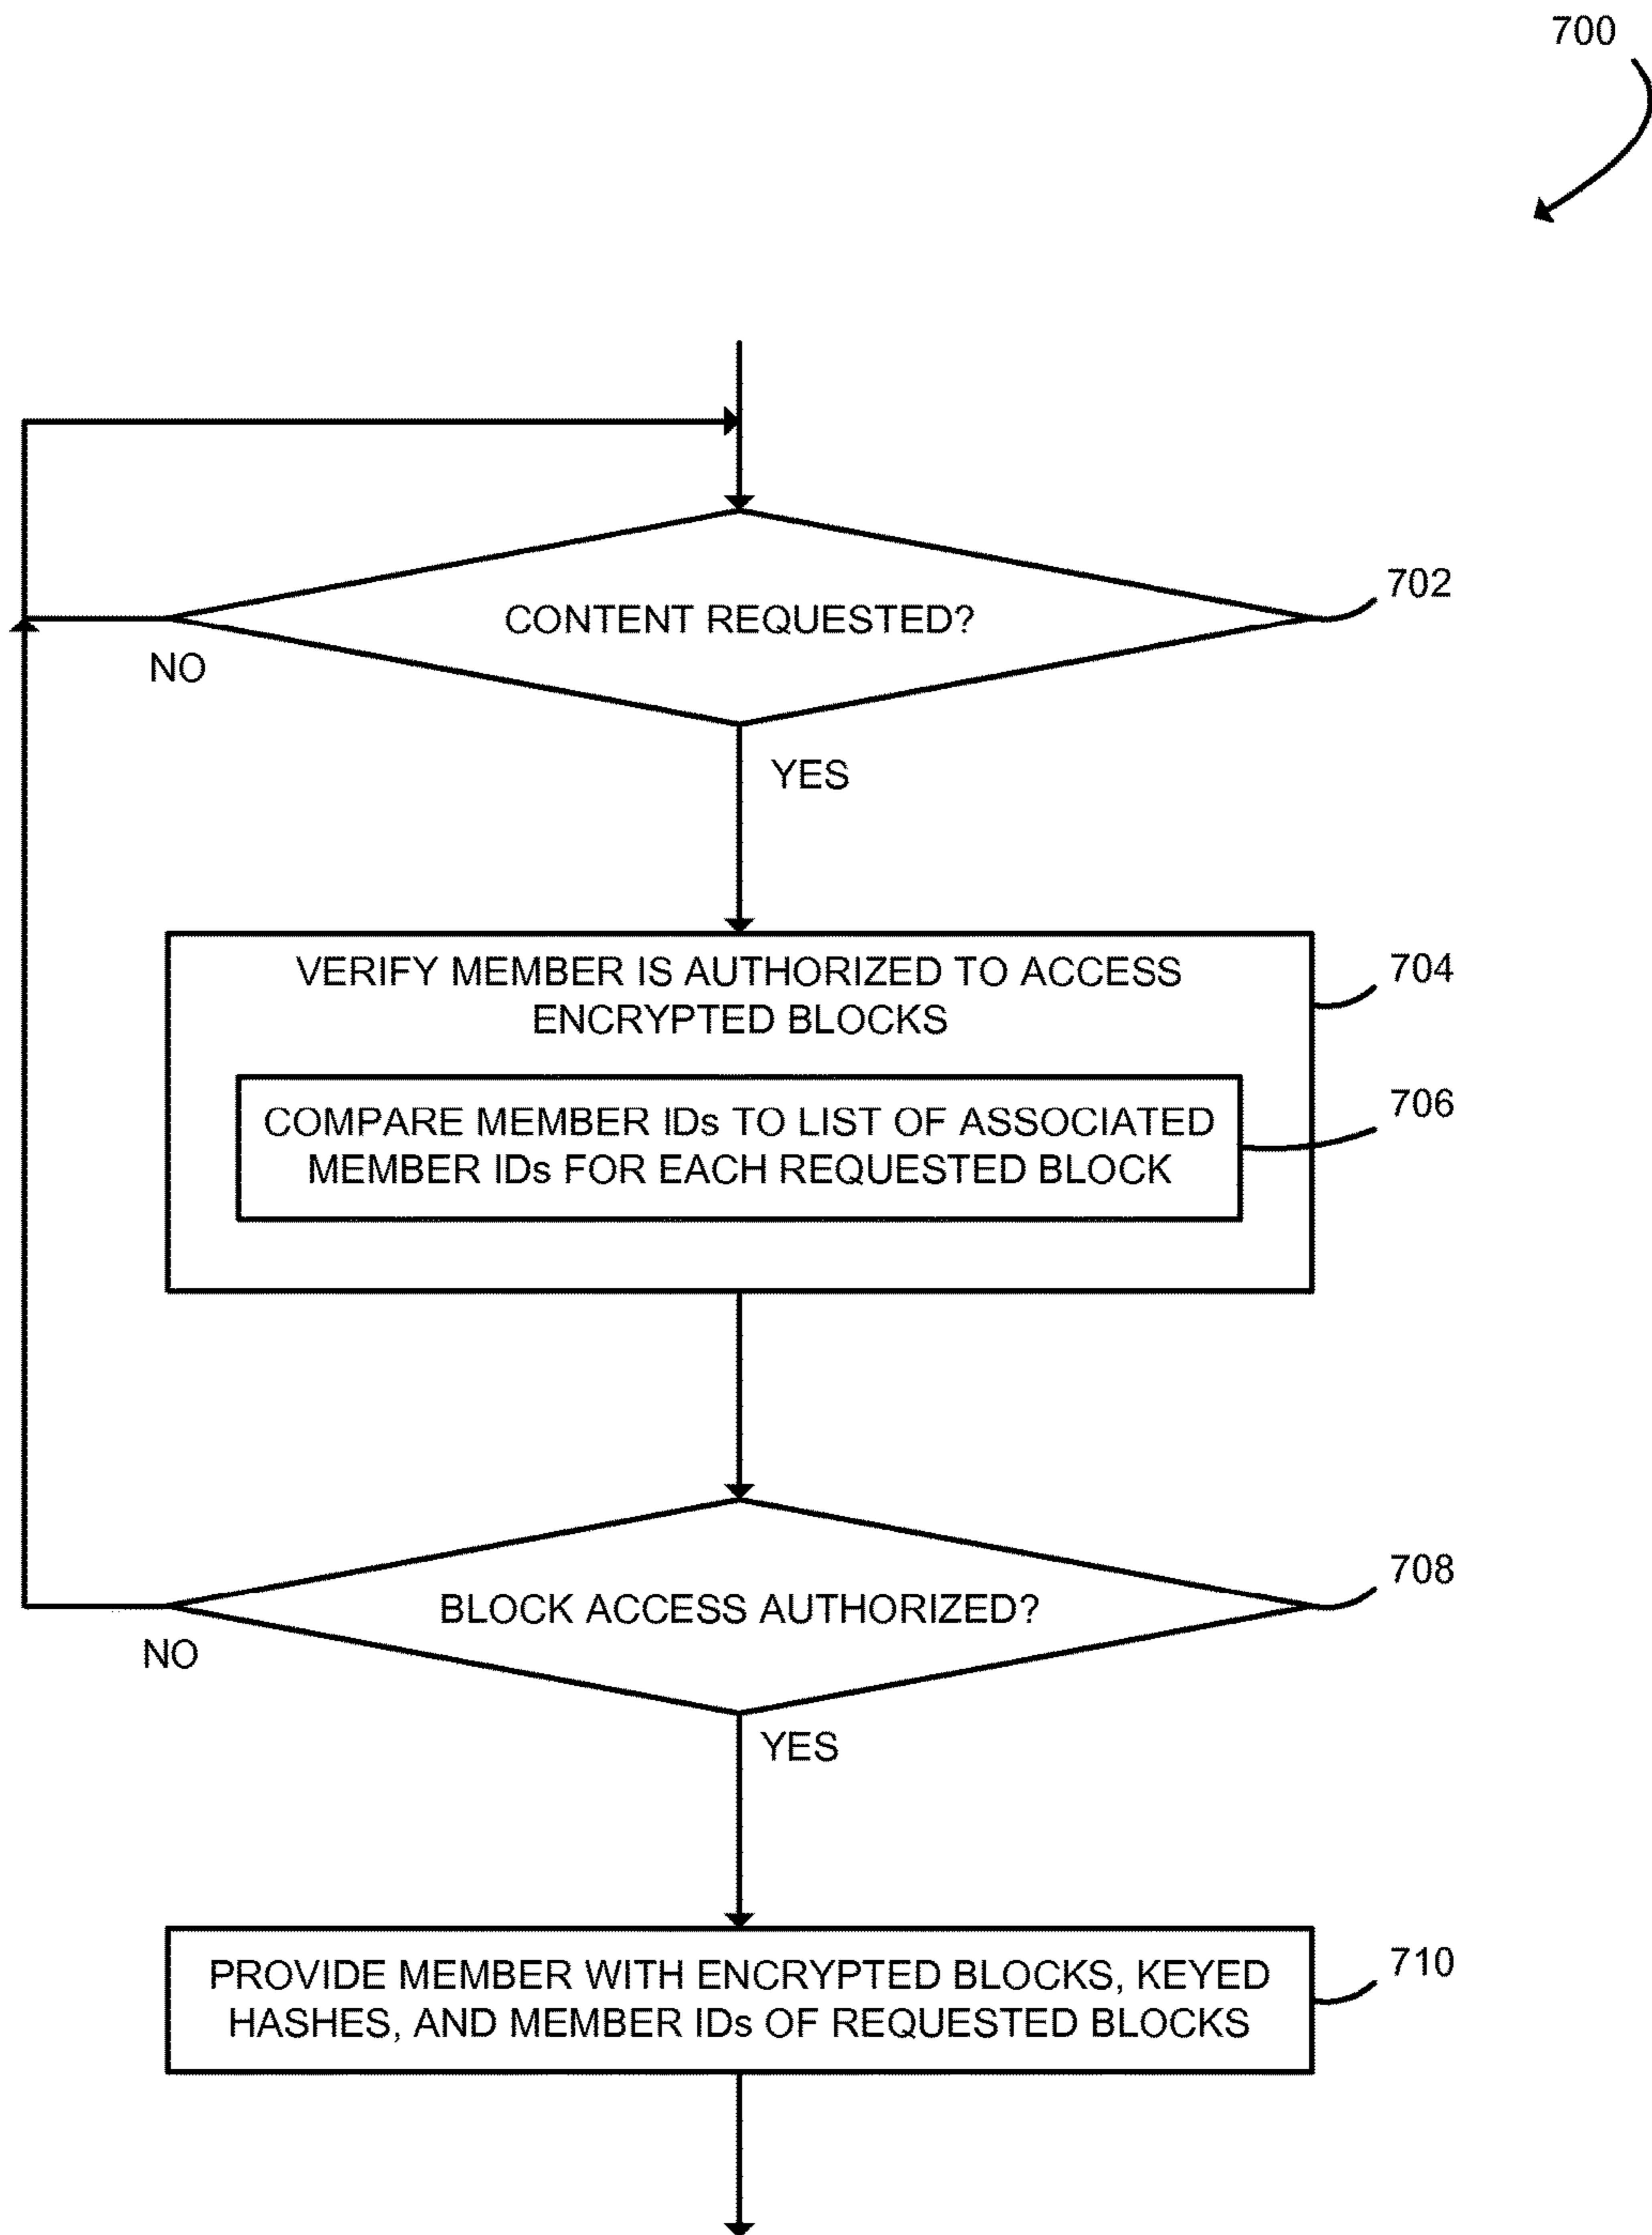 700
CONTENT REQUESTED?
702
NO
YES
VERIFY MEMBER IS AUTHORIZED TO ACCESS
ENCRYPTED BLOCKS
704
COMPARE MEMBER IDs TO LIST OF ASSOCIATED
MEMBER IDs FOR EACH REQUESTED BLOCK
706
BLOCK ACCESS AUTHORIZED?
708
NO
YES
PROVIDE MEMBER WITH ENCRYPTED BLOCKS, KEYED
HASHES, AND MEMBER IDs OF REQUESTED BLOCKS
710